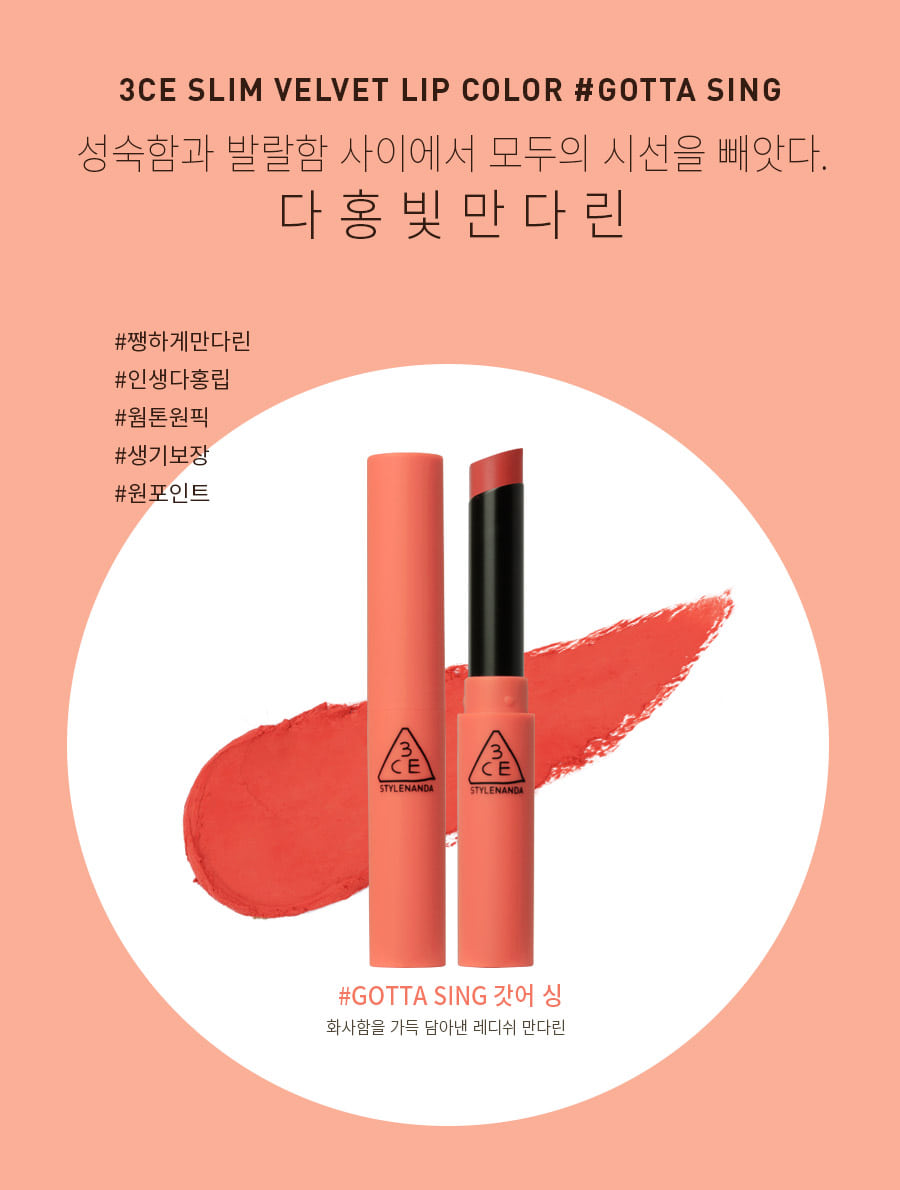 3CE SLIM VELVET LIP COLOR #GOTTA SING
성숙함과 발랄함 사이에서 모두의 시선을 빼앗다.
다홍빛만다린
#쨍하게만다린
#인생다홍립
#웜톤원픽
#생기보장
#원포인트
3
CE
STYLENANDA
3
CE
STYLENANDA
#GOTTA SING 갓어 싱
화사함을 가득 담아낸 레디쉬 만다린